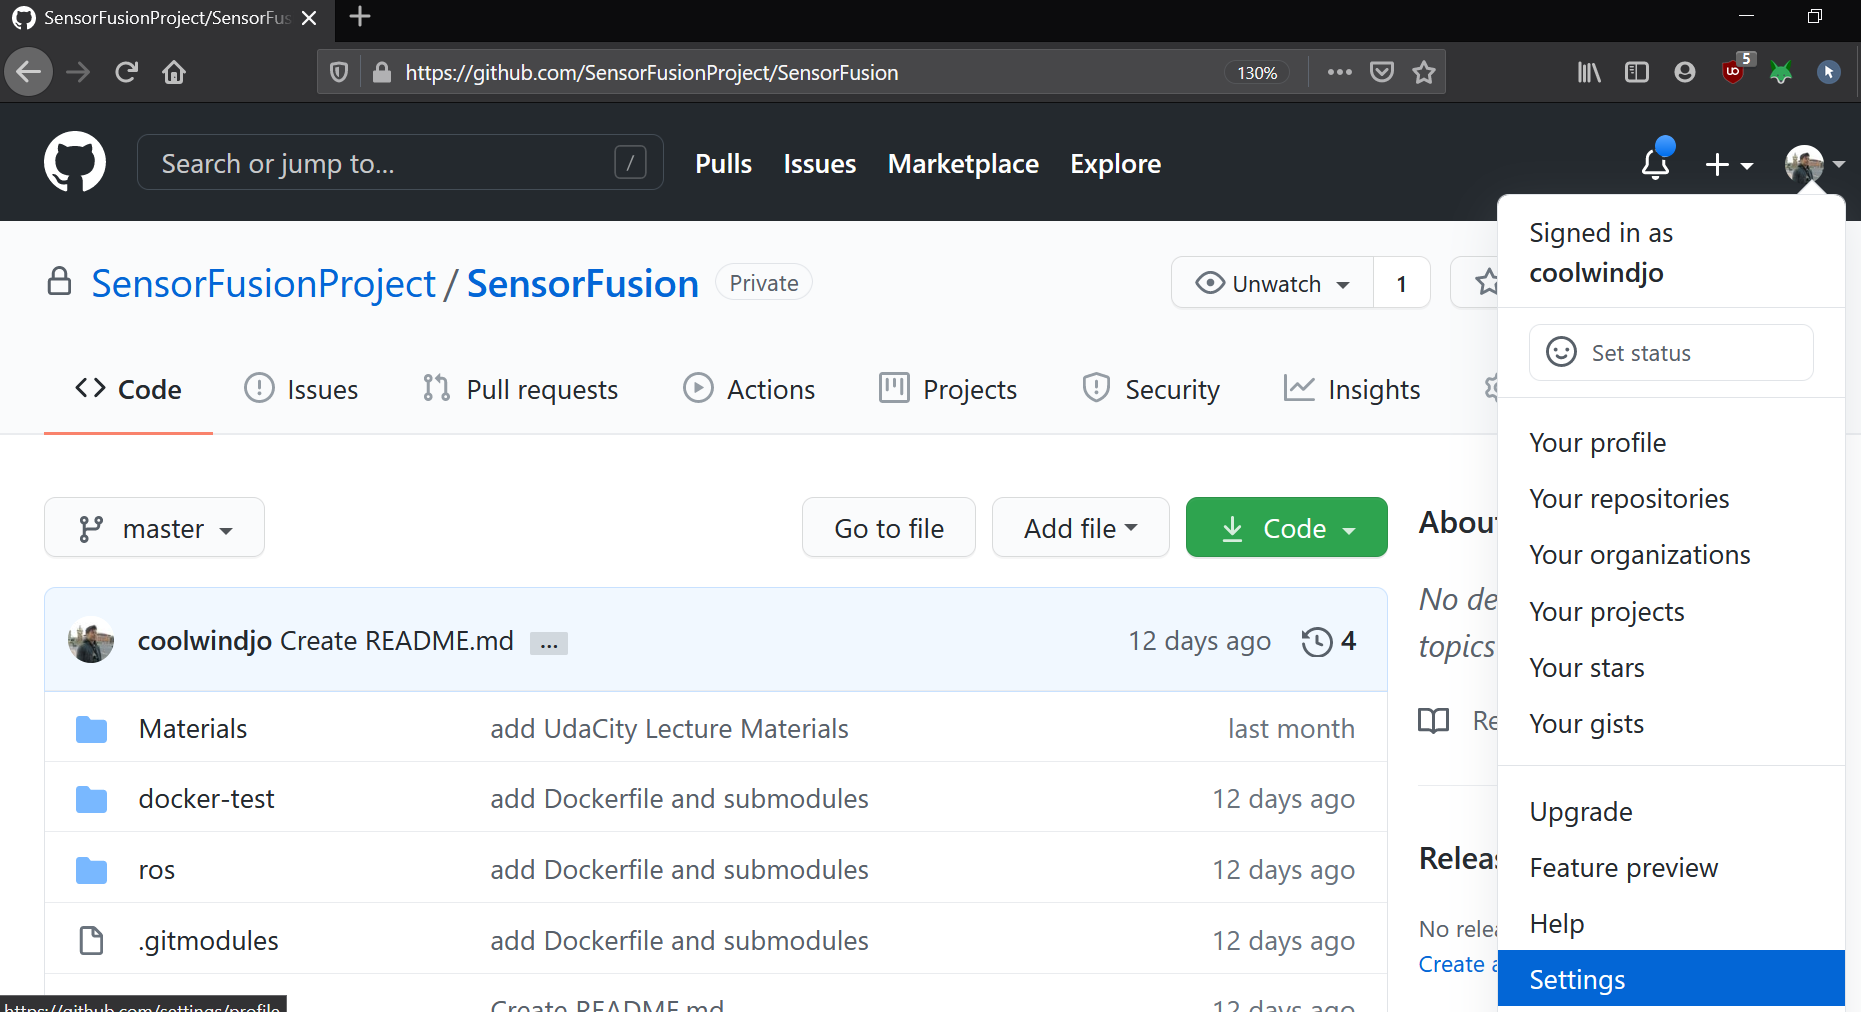 SensorFusionProject/SensorFus
https://github.com/SensorFusionProject/SensorFusion
130%
5
Search or jump to...
/
Pulls
Issues
Marketplace
Explore
Signed in as
coolwindjo
Set status
Your profile
Your repositories
Your organizations
Your projects
Your stars
Your gists
Upgrade
Feature preview
Help
Settings
SensorFusionProject / SensorFusion
Private
Unwatch
1
Code
Issues
Pull requests
Actions
Projects
Security
Insights
master
Go to file
Add file
Code
coolwindjo Create README.md ...
12 days ago
4
Materials add UdaCity Lecture Materials last month
docker-test add Dockerfile and submodules 12 days ago
ros add Dockerfile and submodules 12 days ago
.gitmodules add Dockerfile and submodules 12 days ago
Create README.md 12 days ago
Abou
No de
topics
Re
Relea
No relea
Create a
https://github.com/settings/profile